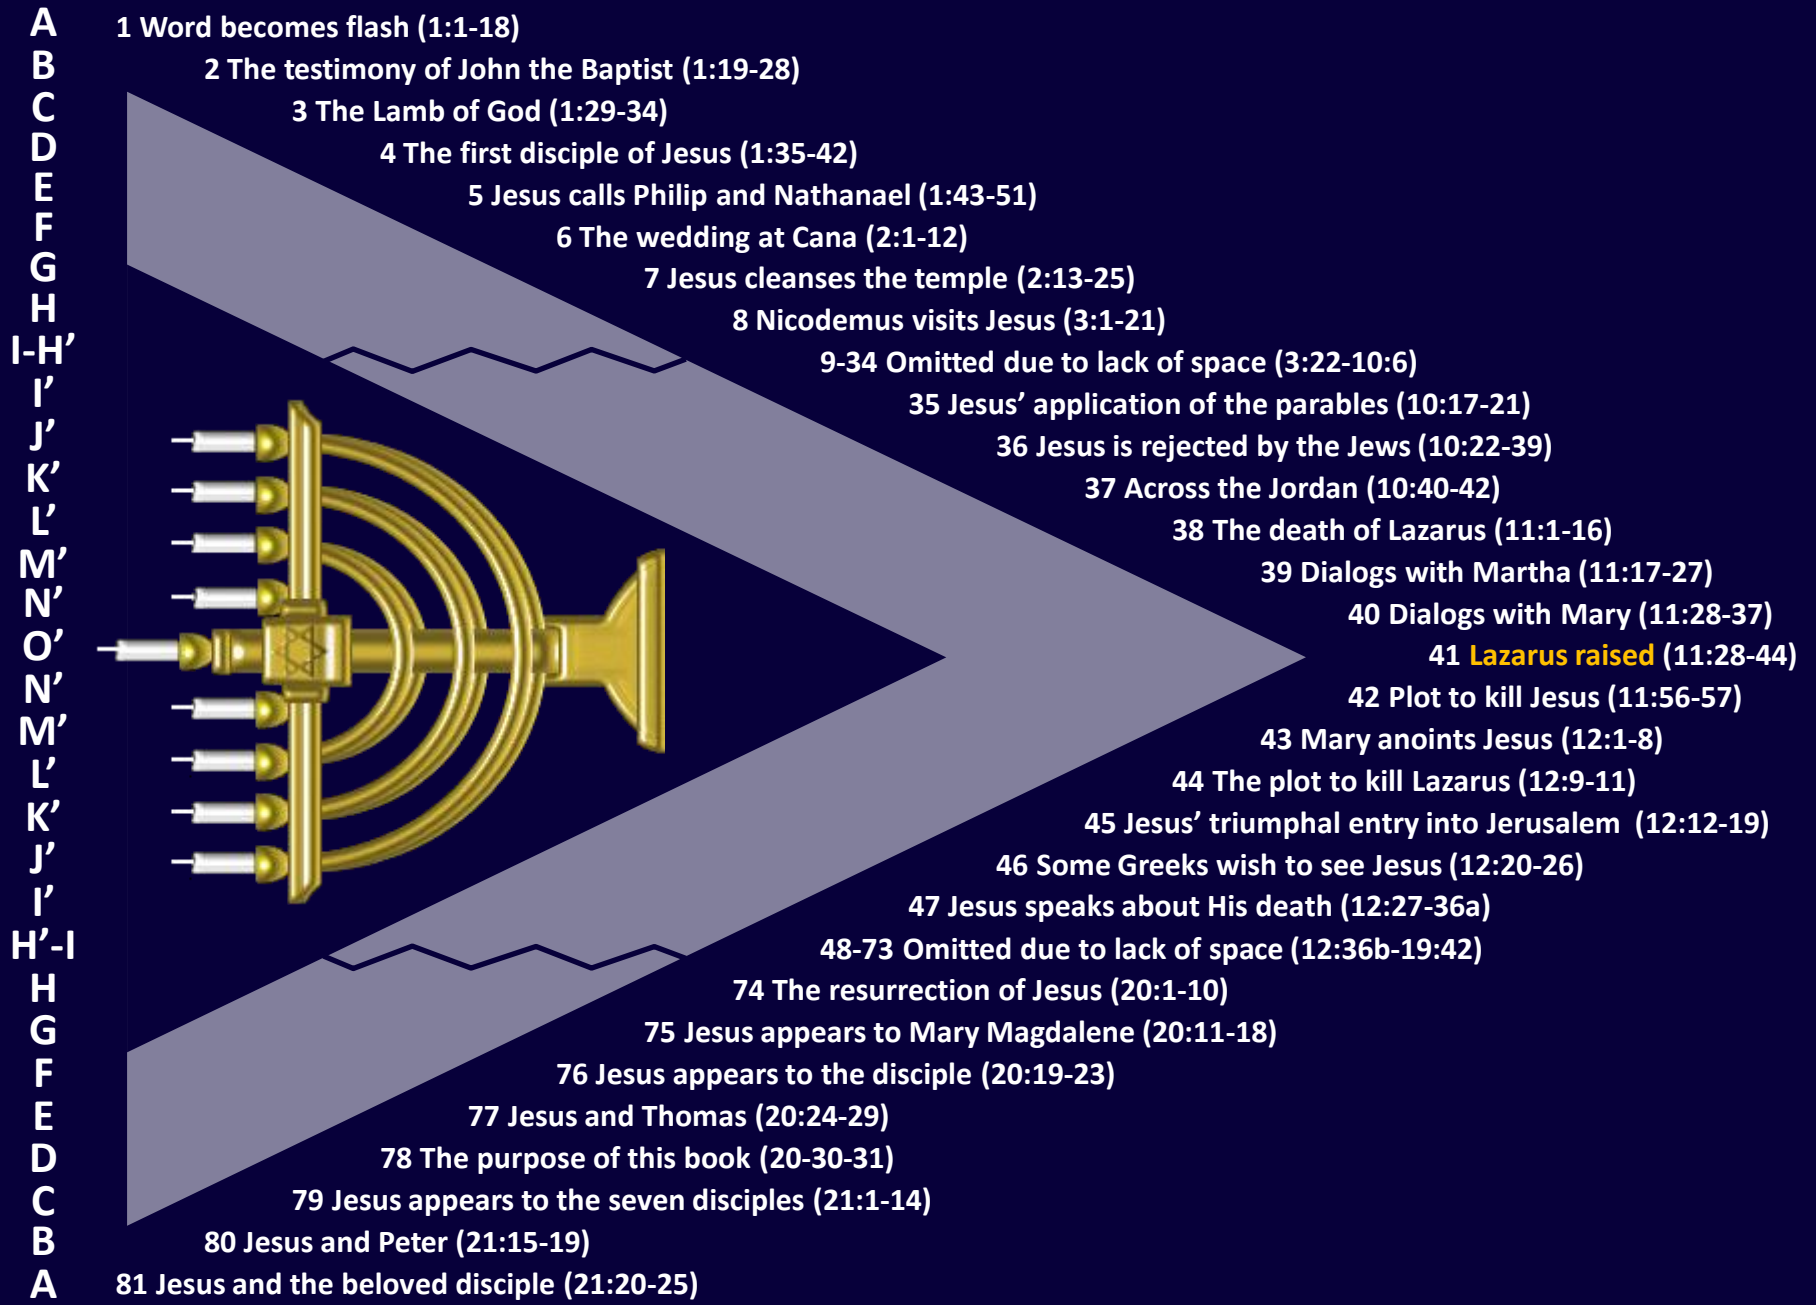 A 1 Word becomes flash (1:1-18)
B 2 The testimony of John the Baptist (1:19-28)
C 3 The Lamb of God (1:29-34)
D 4 The first disciple of Jesus (1:35-42)
E 5 Jesus calls Philip and Nathanael (1:43-51)
F 6 The wedding at Cana (2:1-12)
G 7 Jesus cleanses the temple (2:13-25)
H 8 Nicodemus visits Jesus (3:1-21)
I-H’ 9-34 Omitted due to lack of space (3:22-10:6)
I’ 35 Jesus’ application of the parables (10:17-21)
J’ 36 Jesus is rejected by the Jews (10:22-39)
K’ 37 Across the Jordan (10:40-42)
L’ 38 The death of Lazarus (11:1-16)
M’ 39 Dialogs with Martha (11:17-27)
N’ 40 Dialogs with Mary (11:28-37)
O’ 41 Lazarus raised (11:28-44)
N’ 42 Plot to kill Jesus (11:56-57)
M’ 43 Mary anoints Jesus (12:1-8)
L’ 44 The plot to kill Lazarus (12:9-11)
K’ 45 Jesus’ triumphal entry into Jerusalem (12:12-19)
J’ 46 Some Greeks wish to see Jesus (12:20-26)
I’ 47 Jesus speaks about His death (12:27-36a)
H’-I 48-73 Omitted due to lack of space (12:36b-19:42)
H 74 The resurrection of Jesus (20:1-10)
G 75 Jesus appears to Mary Magdalene (20:11-18)
F 76 Jesus appears to the disciple (20:19-23)
E 77 Jesus and Thomas (20:24-29)
D 78 The purpose of this book (20-30-31)
C 79 Jesus appears to the seven disciples (21:1-14)
B 80 Jesus and Peter (21:15-19)
A 81 Jesus and the beloved disciple (21:20-25)